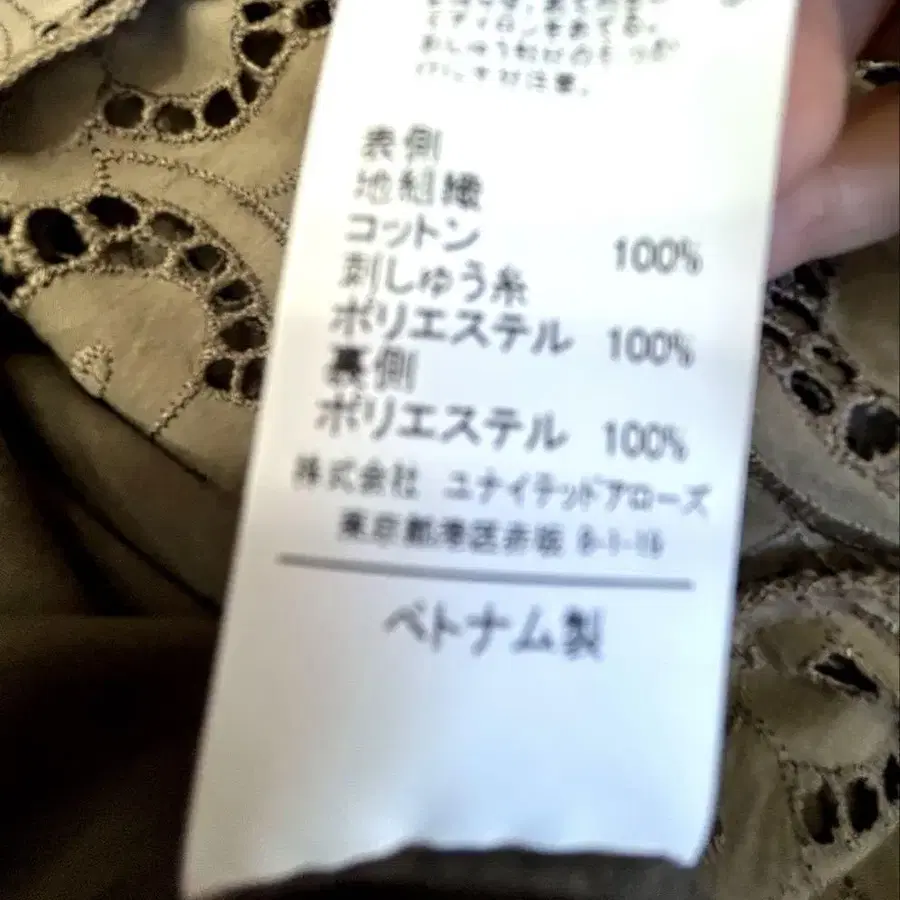 表側
地組織
コットン 100%
刺しゅう糸
ポリエステル 100%
裏側
ポリエステル 100%
株式会社 ユナイテッドアローズ
東京都港区赤坂 8-1-19
ベトナム製